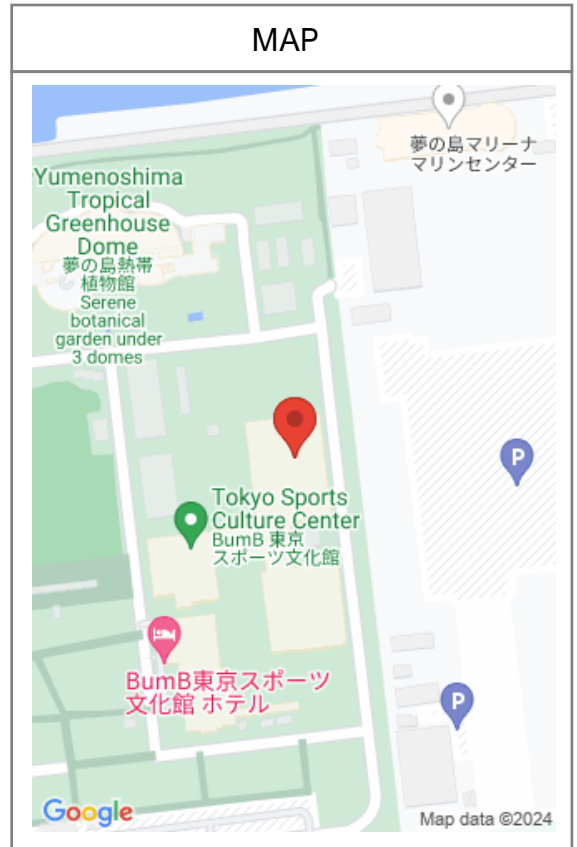 MAP
夢の島マリーナ
マリンセンター
Yumenoshima
Tropical
Greenhouse
Dome
夢の島熱帯
植物館
Serene
botanical
garden under
3 domes
P
Tokyo Sports
Culture Center
BumB 東京
スポーツ文化館
BumB東京スポーツ
文化館 ホテル
P
Google
Map data ©2024